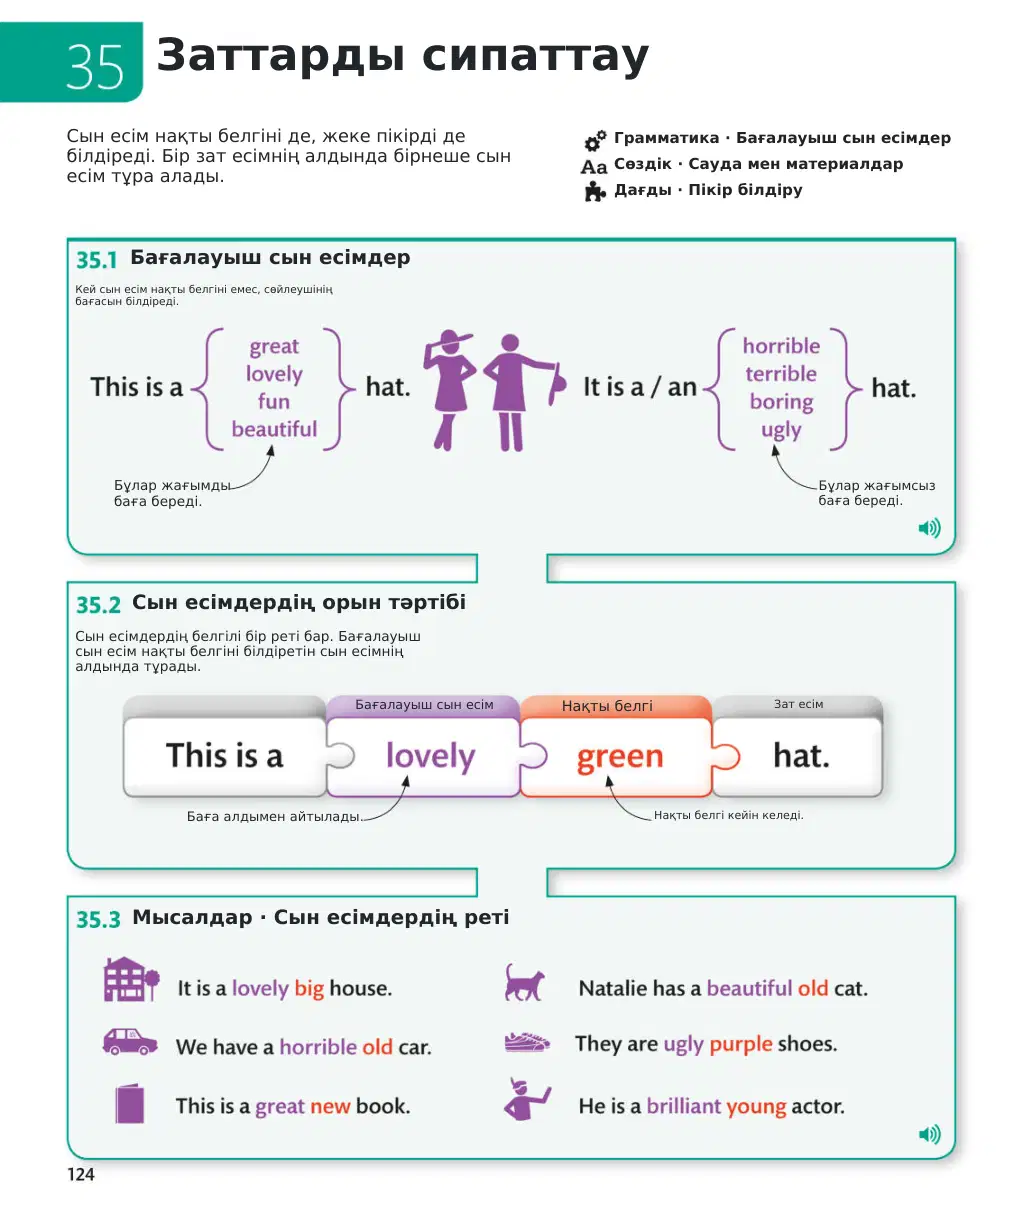 35
Заттарды сипаттау
Сын есім нақты белгіні де, жеке пікірді де
білдіреді. Бір зат есімнің алдында бірнеше сын
есім тұра алады.
Грамматика · Бағалауыш сын есімдер
Aa Сөздік · Сауда мен материалдар
Дағды · Пікір білдіру
35.1 Бағалауыш сын есімдер
Кей сын есім нақты белгіні емес, сөйлеушінің
бағасын білдіреді.
This is a
great
lovely
fun
beautiful
hat.
It is a / an
horrible
terrible
boring
ugly
hat.
Бұлар жағымды
баға береді.
Бұлар жағымсыз
баға береді.
35.2 Сын есімдердің орын тәртібі
Сын есімдердің белгілі бір реті бар. Бағалауыш
сын есім нақты белгіні білдіретін сын есімнің
алдында тұрады.
Бағалауыш сын есім
Нақты белгі
Зат есім
This is a lovely green hat.
Баға алдымен айтылады.
Нақты белгі кейін келеді.
35.3 Мысалдар · Сын есімдердің реті
It is a lovely big house.
We have a horrible old car.
This is a great new book.
Natalie has a beautiful old cat.
They are ugly purple shoes.
He is a brilliant young actor.
124